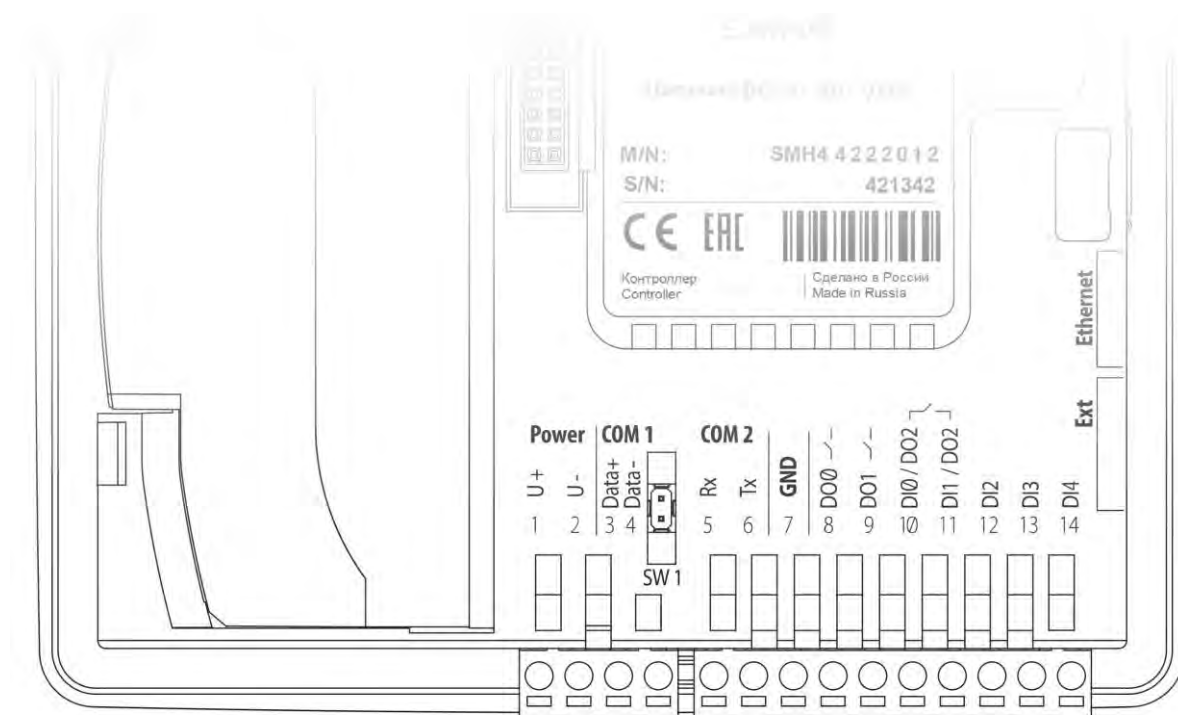 M/N: SMH4 4222012
S/N: 421342
CE EAC
Контроллер
Controller
Сделано в России
Made in Russia
Ethernet
Ext
Power COM 1 COM 2
U +
U -
Data+
Data-
Rx
Tx
GND
DO0
DO1
DI0 / DO2
DI1 / DO2
DI2
DI3
DI4
1 2 3 4 5 6 7 8 9 10 11 12 13 14
SW 1